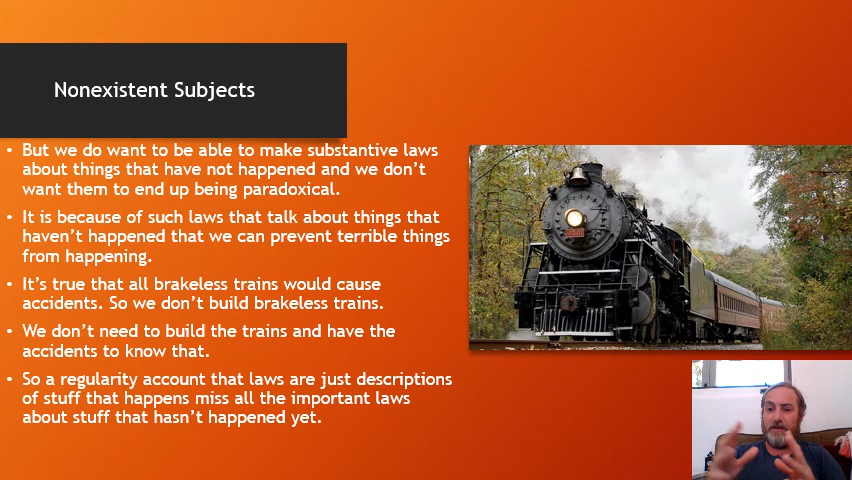 Nonexistent Subjects
• But we do want to be able to make substantive laws
about things that have not happened and we don't
want them to end up being paradoxical.
• It is because of such laws that talk about things that
haven't happened that we can prevent terrible things
from happening.
• It's true that all brakeless trains would cause
accidents. So we don't build brakeless trains.
• We don't need to build the trains and have the
accidents to know that.
• So a regularity account that laws are just descriptions
of stuff that happens miss all the important laws
about stuff that hasn't happened yet.